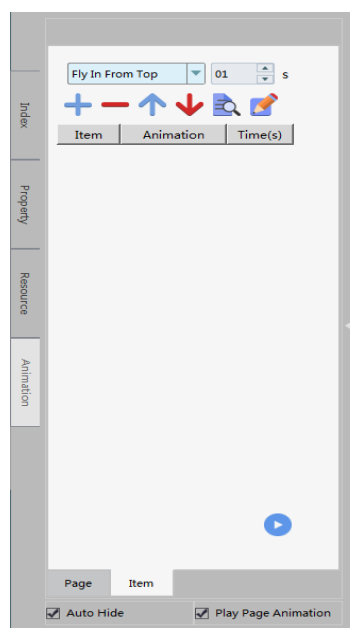 Fly In From Top 01 s
Item Animation Time(s)
Index
Property
Resource
Animation
Page Item
Auto Hide Play Page Animation